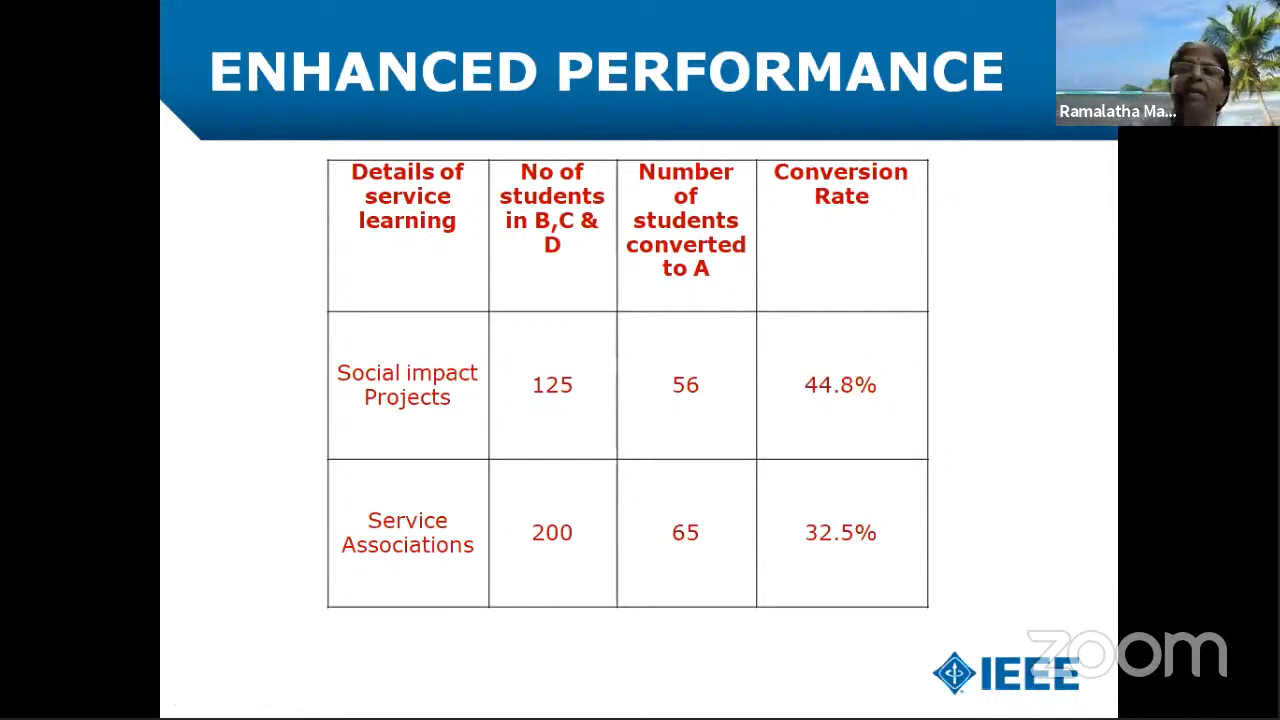 ENHANCED PERFORMANCE
Ramalatha Ma...
Details of
service
learning
No of
students
in B,C &
D
Number
of
students
converted
to A
Conversion
Rate
Social impact
Projects
125
56
44.8%
Service
Associations
200
65
32.5%
IEEE
zoom